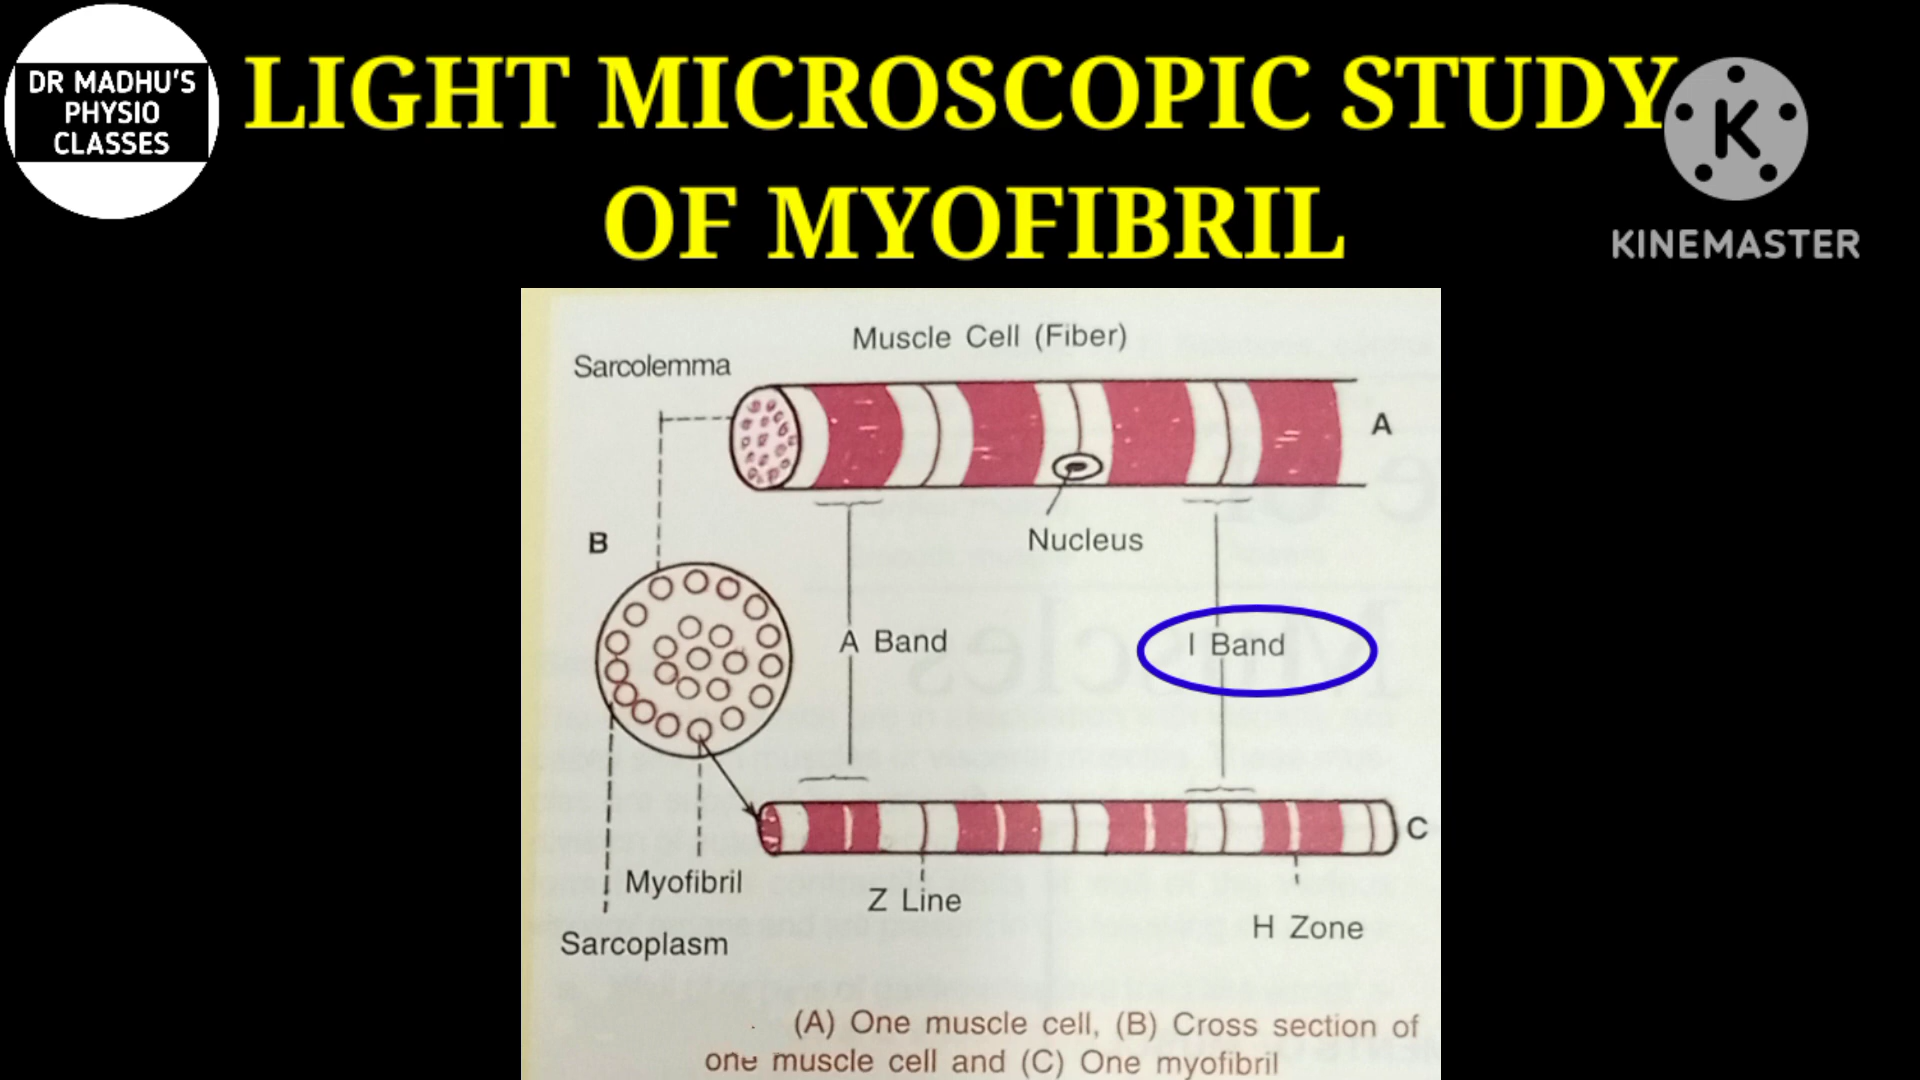 DR MADHU'S
PHYSIO
CLASSES
LIGHT MICROSCOPIC STUDY
OF MYOFIBRIL
K
KINEMASTER
Muscle Cell (Fiber)
Sarcolemma
A
Nucleus
B
A Band
I Band
C
Myofibril
Z Line
H Zone
Sarcoplasm
(A) One muscle cell, (B) Cross section of
one muscle cell and (C) One myofibril